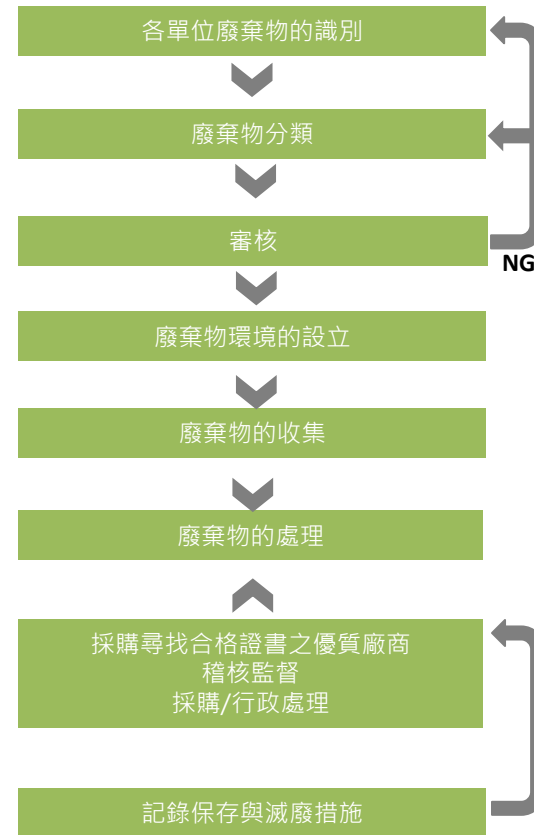 各單位廢棄物的識別
廢棄物分類
審核
NG
廢棄物環境的設立
廢棄物的收集
廢棄物的處理
採購尋找合格證書之優質廠商
稽核監督
採購/行政處理
記錄保存與滅廢措施